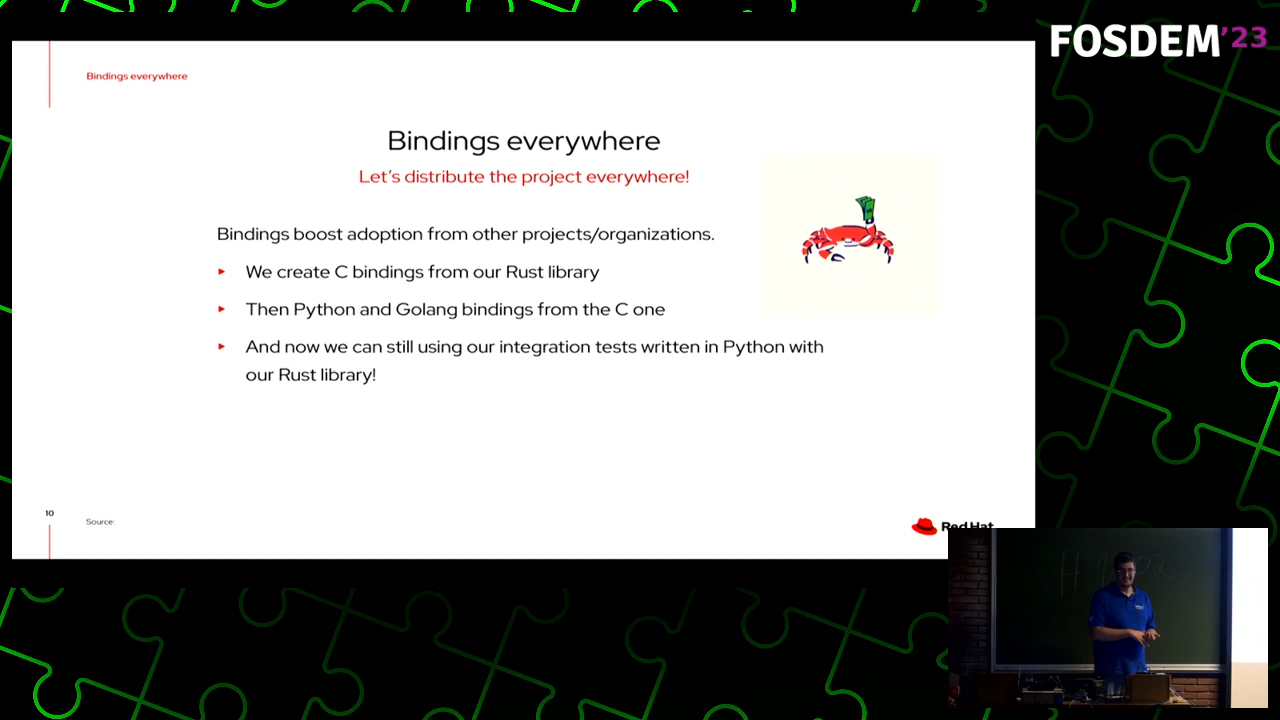 FOSDEM'23
Bindings everywhere
Bindings everywhere
Let's distribute the project everywhere!
Bindings boost adoption from other projects/organizations.
► We create C bindings from our Rust library
► Then Python and Golang bindings from the C one
► And now we can still using our integration tests written in Python with
our Rust library!
10
Source:
Red Hat